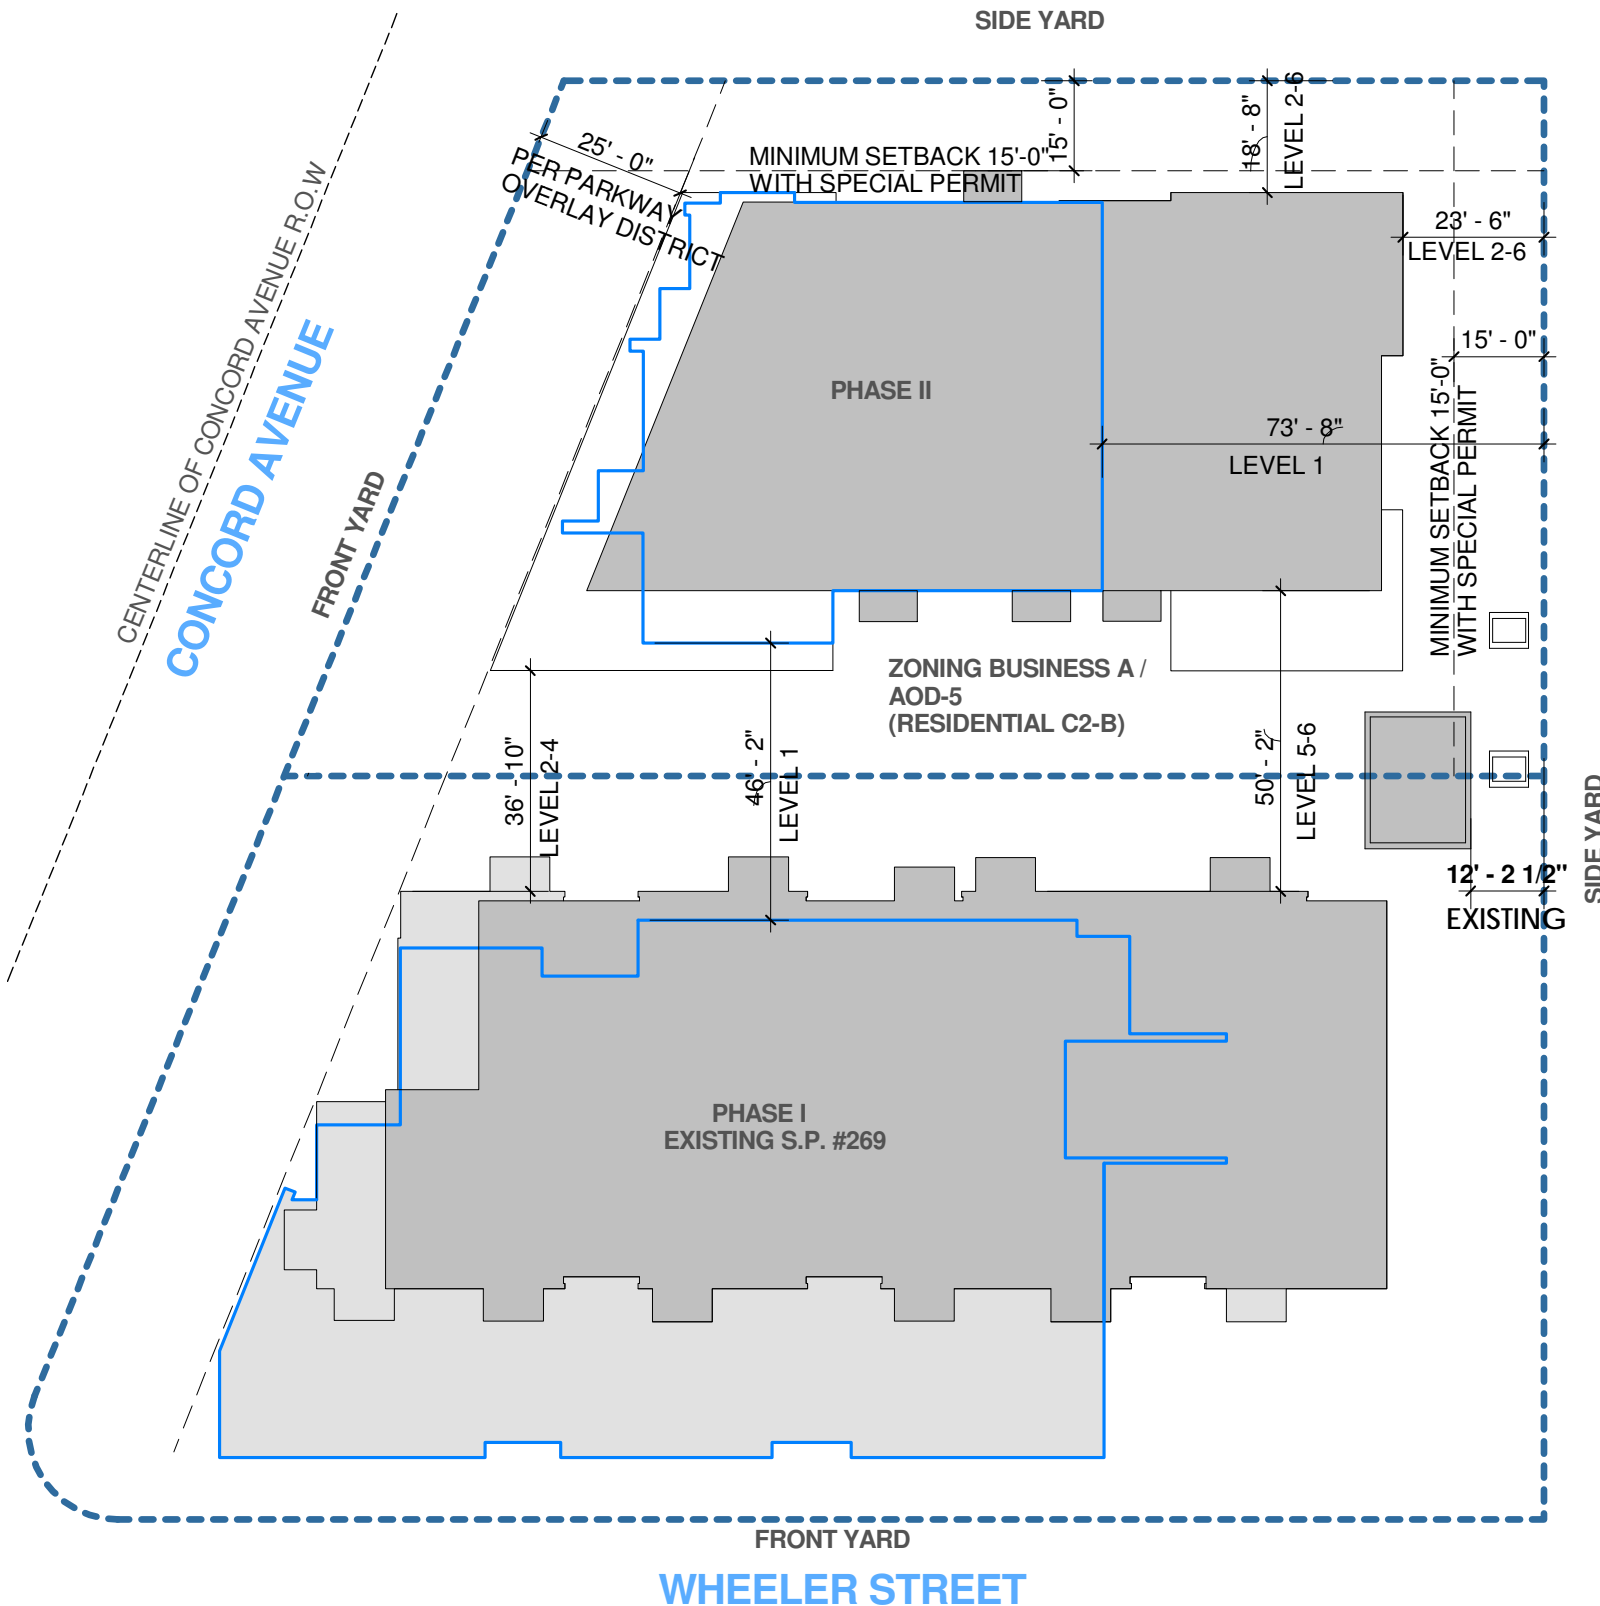 SIDE YARD
15' - 0"
18' - 8"
LEVEL 2-6
25' - 0"
PER PARKWAY
OVERLAY DISTRICT
MINIMUM SETBACK 15'-0"
WITH SPECIAL PERMIT
23' - 6"
LEVEL 2-6
CENTERLINE OF CONCORD AVENUE R.O.W
CONCORD AVENUE
FRONT YARD
PHASE II
15' - 0"
73' - 8"
LEVEL 1
MINIMUM SETBACK 15'-0"
WITH SPECIAL PERMIT
ZONING BUSINESS A /
AOD-5
(RESIDENTIAL C2-B)
36' - 10"
LEVEL 2-4
46' - 2"
LEVEL 1
50' - 2"
LEVEL 5-6
SIDE YARD
12' - 2 1/2"
EXISTING
PHASE I
EXISTING S.P. #269
FRONT YARD
WHEELER STREET